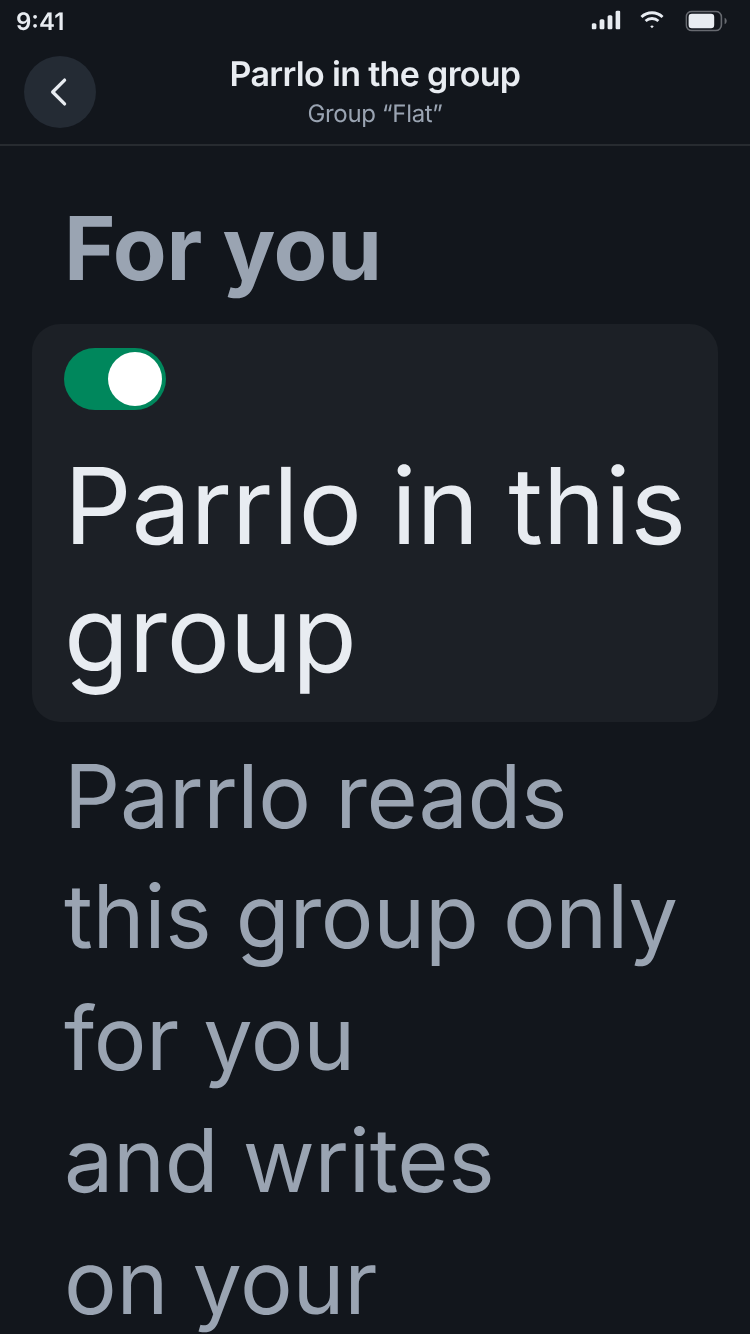 9:41
Parrlo in the group
Group “Flat”
For you
Parrlo in this
group
Parrlo reads
this group only
for you
and writes
on your